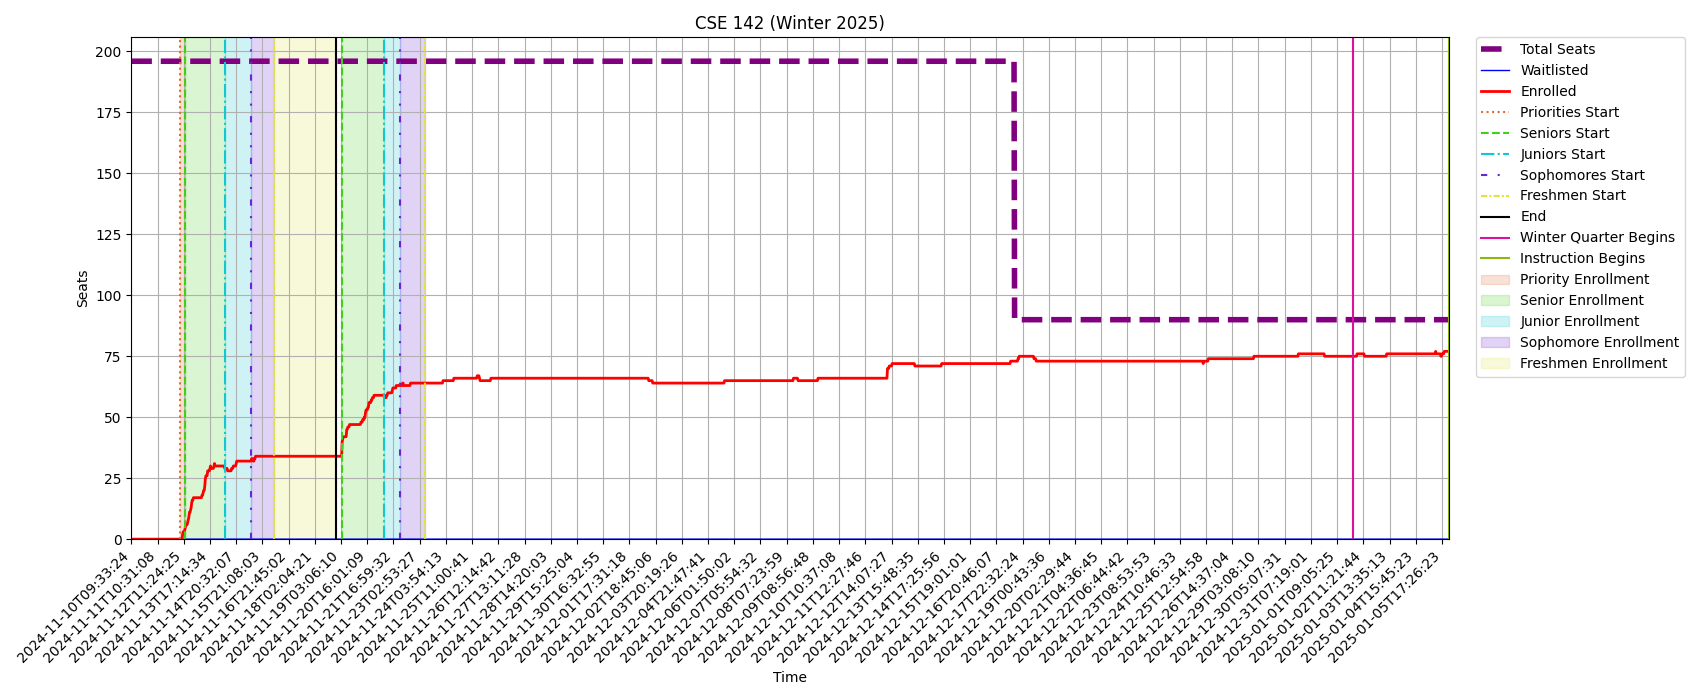 CSE 142 (Winter 2025)
200
175
150
125
100
75
50
25
0
Seats
2024-11-10T09:33:24
2024-11-11T10:31:08
2024-11-12T11:24:25
2024-11-13T17:14:34
2024-11-14T20:32:07
2024-11-15T21:08:03
2024-11-16T21:45:02
2024-11-18T02:04:21
2024-11-19T03:06:10
2024-11-20T16:01:09
2024-11-21T16:59:32
2024-11-23T02:53:27
2024-11-24T03:54:13
2024-11-25T11:00:41
2024-11-26T12:14:42
2024-11-27T13:11:28
2024-11-28T14:20:03
2024-11-29T15:25:04
2024-11-30T16:32:55
2024-12-01T17:31:18
2024-12-02T18:45:06
2024-12-03T20:19:26
2024-12-04T21:47:41
2024-12-06T01:50:02
2024-12-07T05:54:32
2024-12-08T07:23:59
2024-12-09T08:56:48
2024-12-10T10:37:08
2024-12-11T12:27:46
2024-12-12T14:07:27
2024-12-13T15:48:35
2024-12-14T17:25:56
2024-12-15T19:01:01
2024-12-16T20:46:07
2024-12-17T22:32:24
2024-12-19T00:43:36
2024-12-20T02:29:44
2024-12-21T04:36:45
2024-12-22T06:44:42
2024-12-23T08:53:53
2024-12-24T10:46:33
2024-12-25T12:54:58
2024-12-26T14:37:04
2024-12-29T03:08:10
2024-12-30T05:07:31
2024-12-31T07:19:01
2025-01-01T09:05:25
2025-01-02T11:21:44
2025-01-03T13:35:13
2025-01-04T15:45:23
2025-01-05T17:26:23
Time
Total Seats
Waitlisted
Enrolled
Priorities Start
Seniors Start
Juniors Start
Sophomores Start
Freshmen Start
End
Winter Quarter Begins
Instruction Begins
Priority Enrollment
Senior Enrollment
Junior Enrollment
Sophomore Enrollment
Freshmen Enrollment